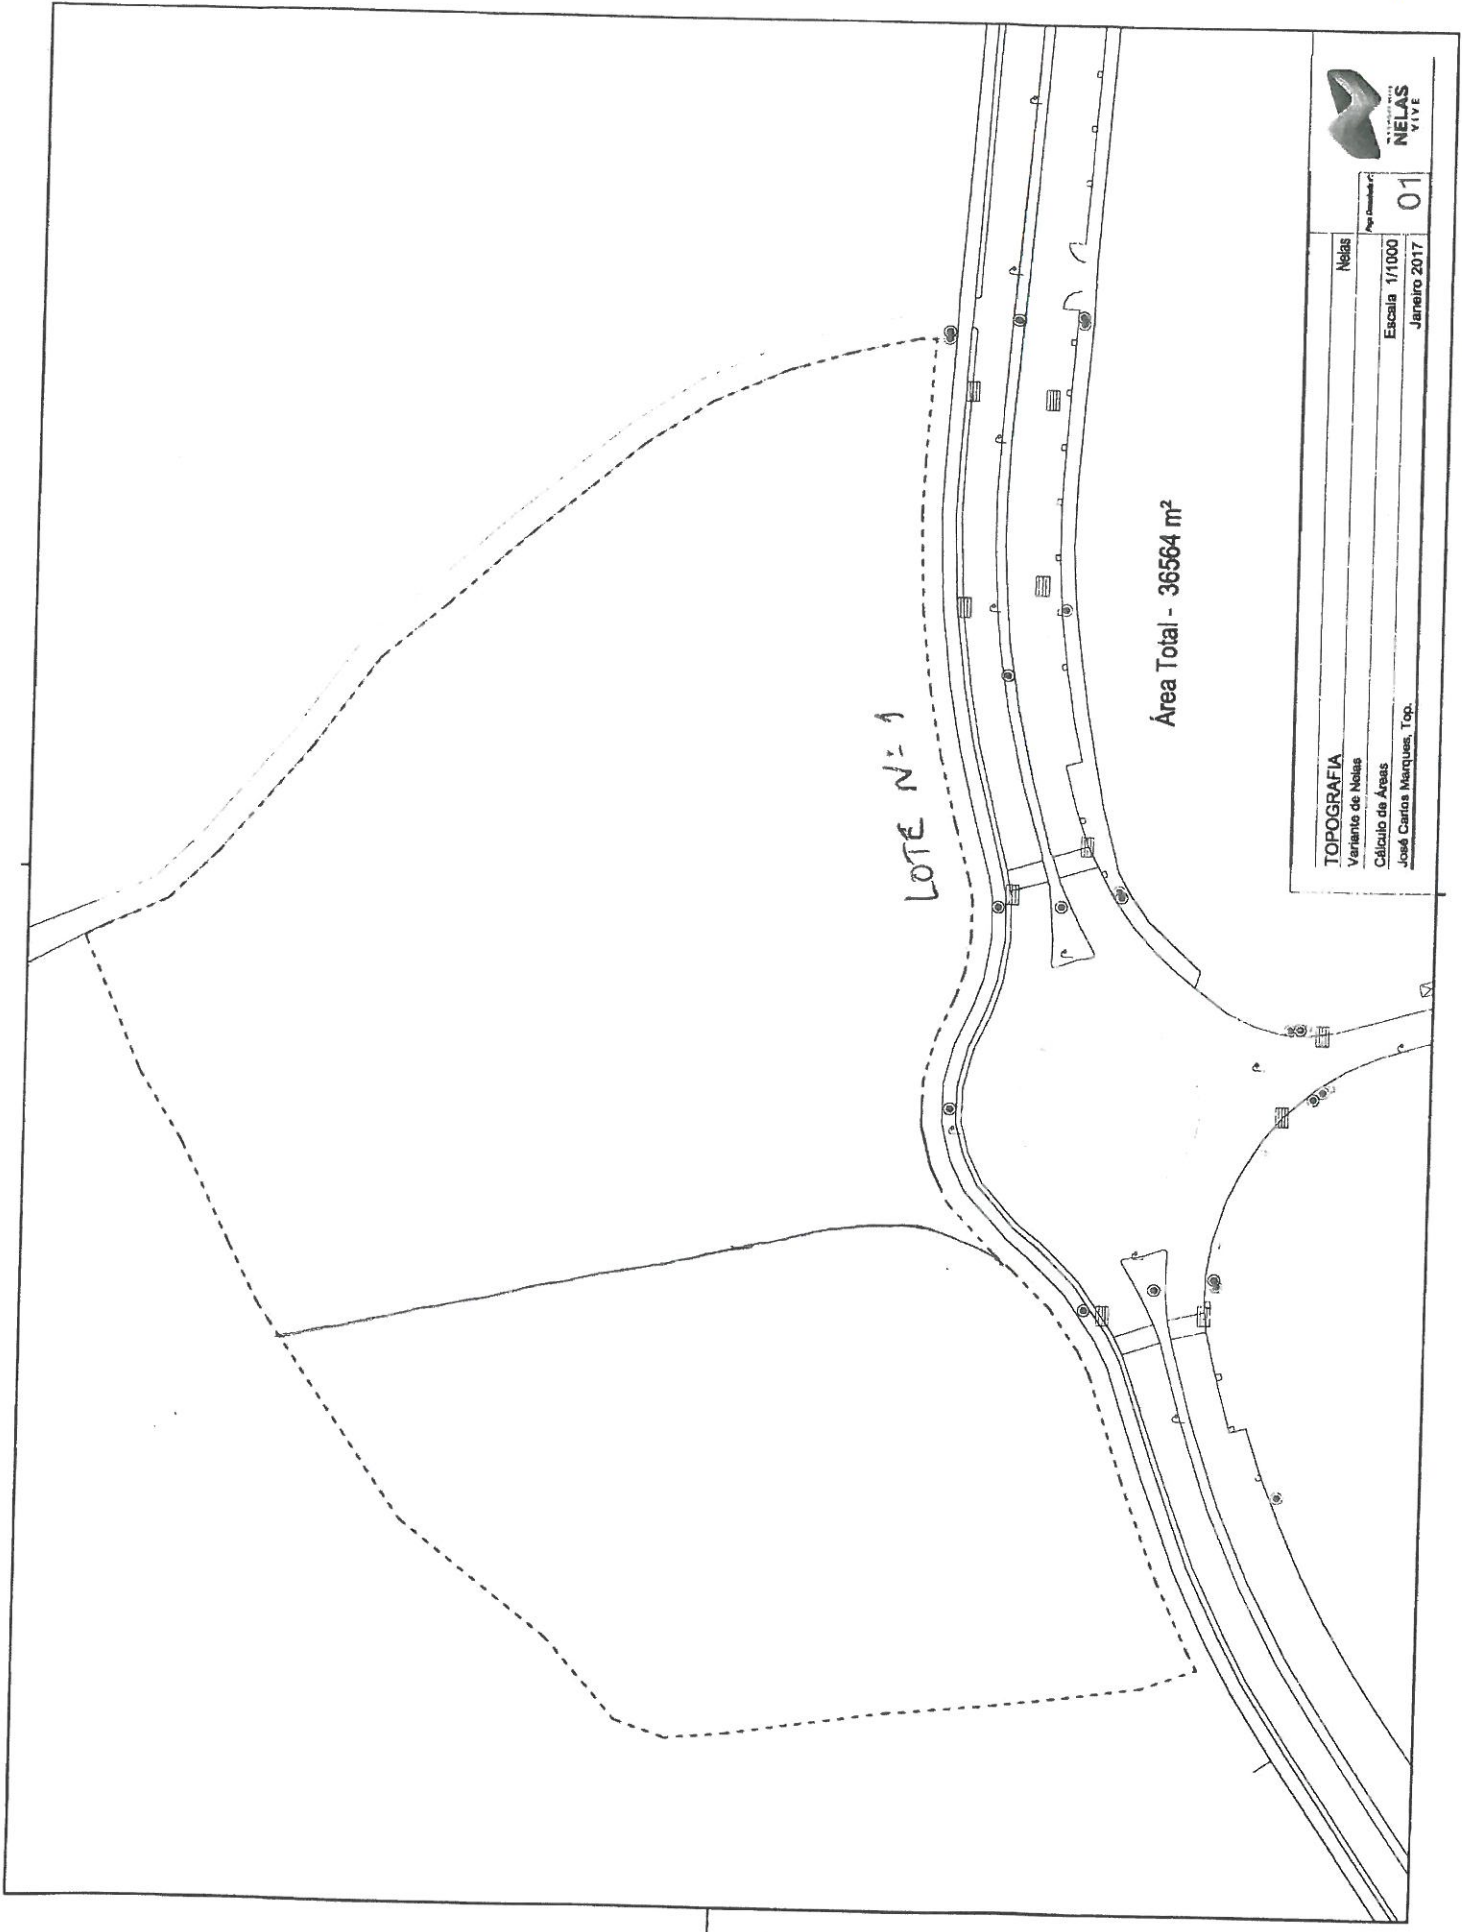 LOTE Nº 1
Área Total - 36564 m²
TOPOGRAFIA
Variante de Nelas
Nelas
Cálculo de Áreas
Escala 1/1000
José Carlos Marques, Top.
Janeiro 2017
01
NELAS
VIVE